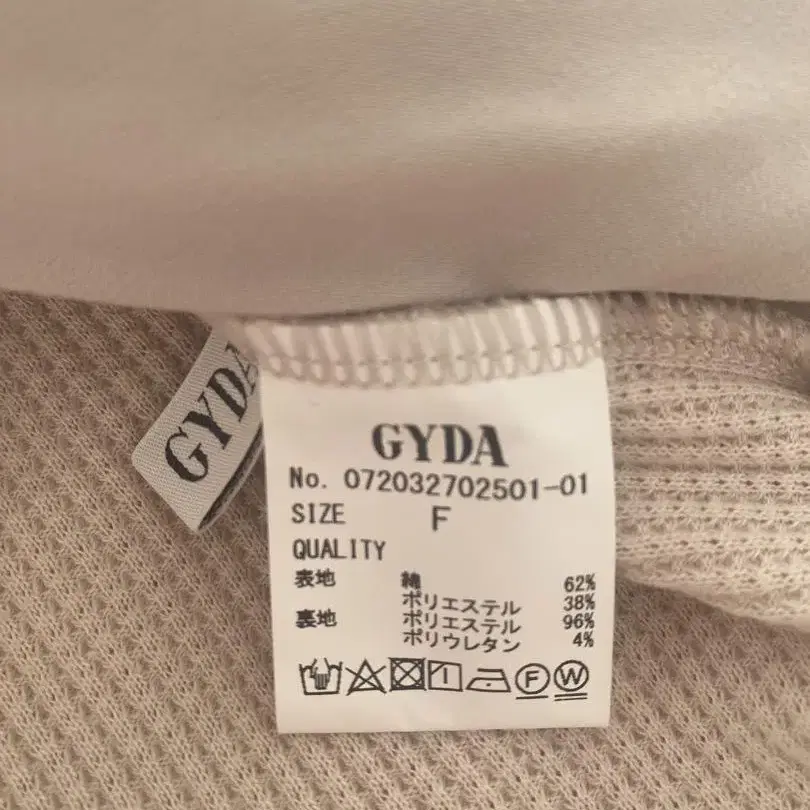 GYDA
GYDA
No. 072032702501-01
SIZE F
QUALITY
表地 綿 62%
ポリエステル 38%
裏地 ポリエステル 96%
ポリウレタン 4%
F W